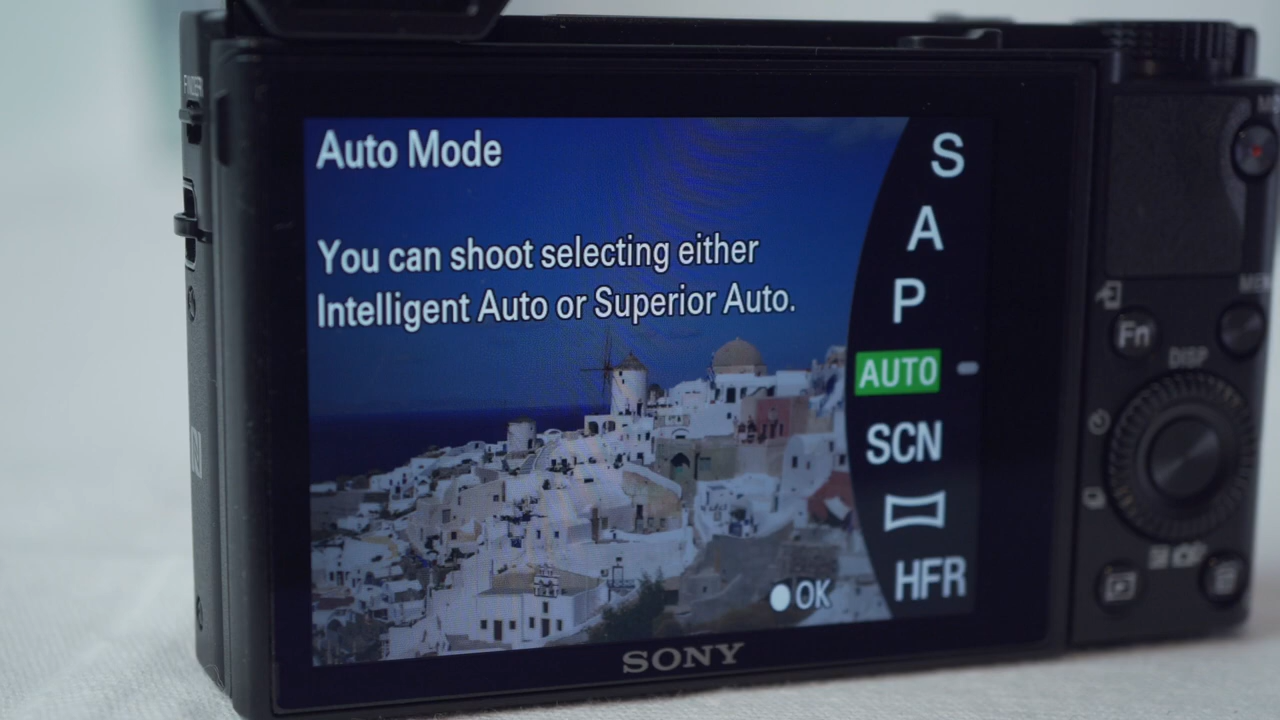 Auto Mode
You can shoot selecting either
Intelligent Auto or Superior Auto.
S
A
P
AUTO
SCN
HFR
OK
SONY
Fn
DISP